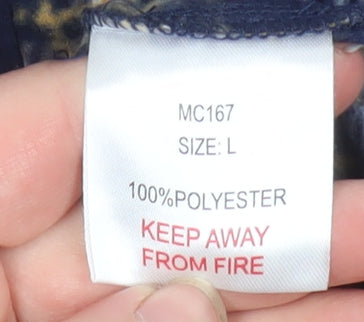 MC167
SIZE: L
100%POLYESTER
KEEP AWAY
FROM FIRE